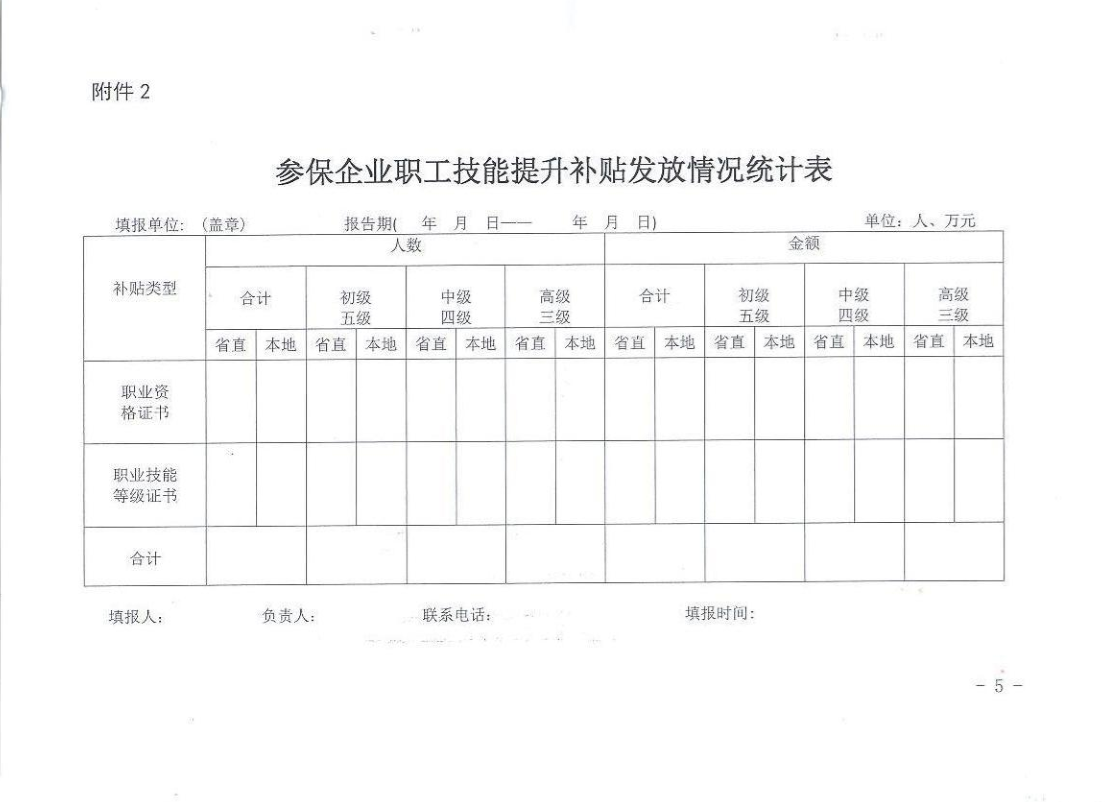 附件 2
参保企业职工技能提升补贴发放情况统计表
填报单位：（盖章） 报告期( 年 月 日—— 年 月 日) 单位：人、万元
补贴类型 人数 金额
合计 初级 中级 高级 合计 初级 中级 高级
五级 四级 三级 五级 四级 三级
省直 本地 省直 本地 省直 本地 省直 本地 省直 本地 省直 本地 省直 本地 省直 本地
职业资
格证书
职业技能
等级证书
合计
填报人： 负责人： 联系电话： 填报时间：
- 5 -